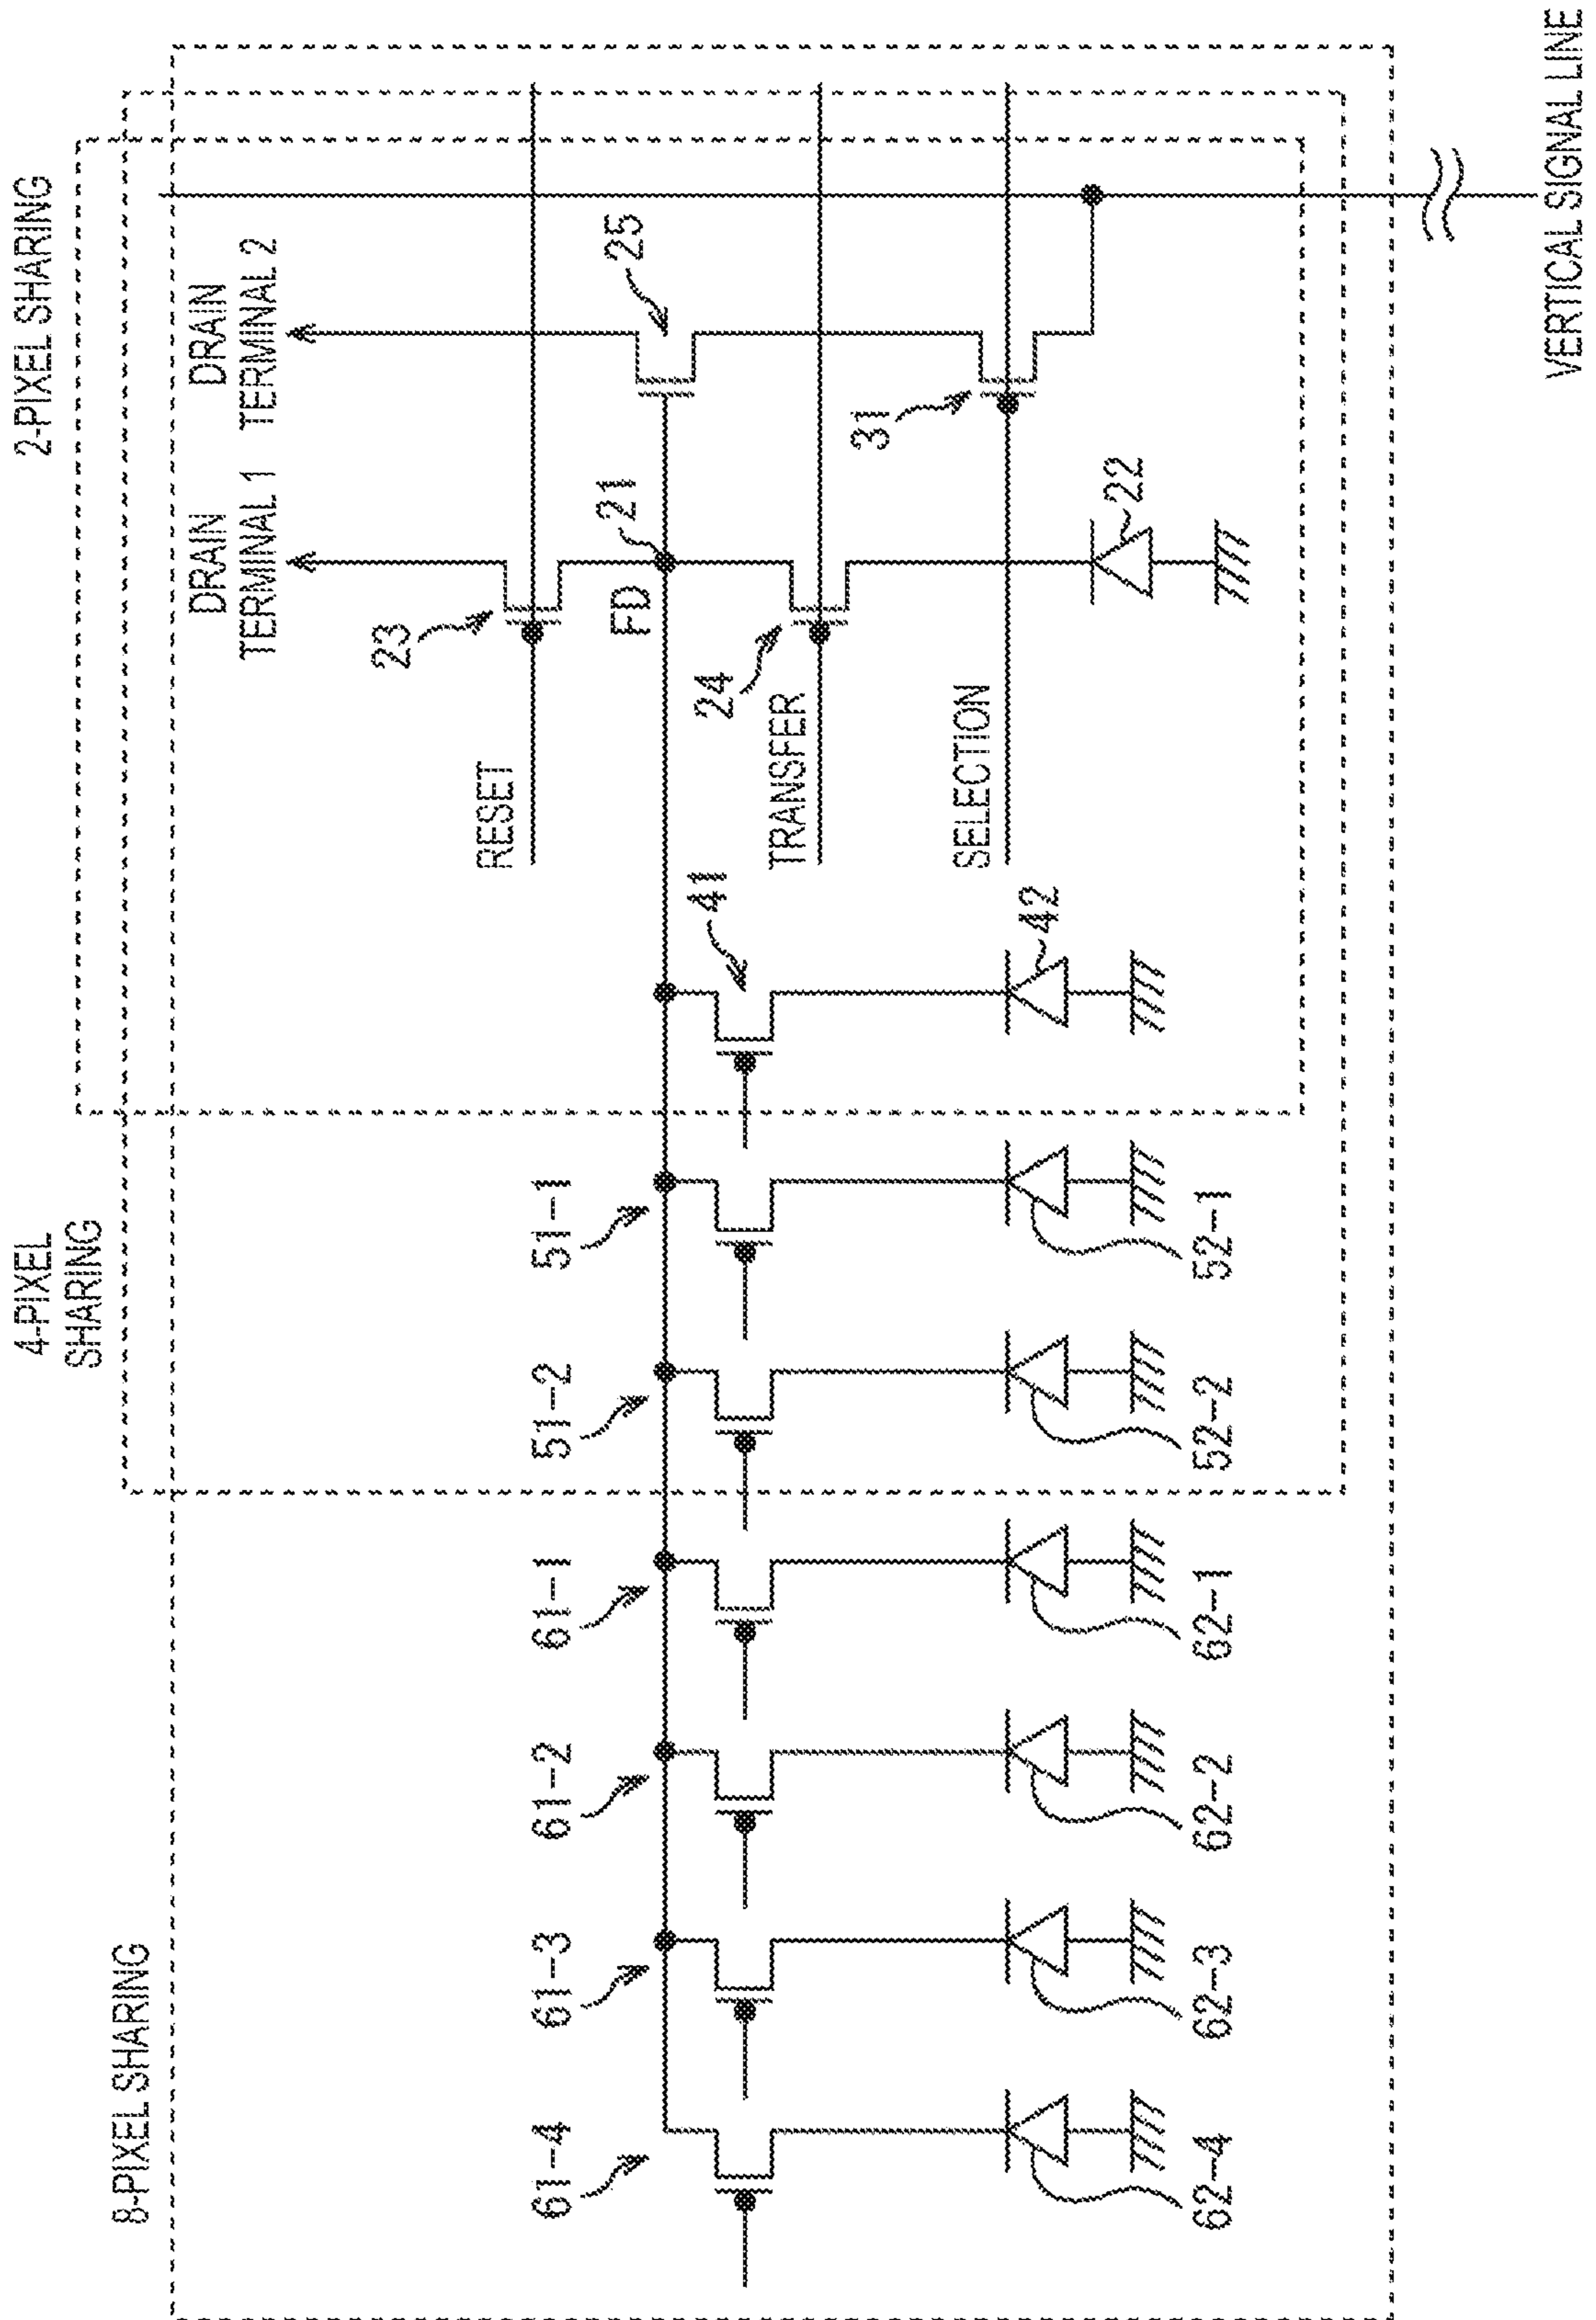 8-PIXEL SHARING
4-PIXEL
SHARING
2-PIXEL SHARING
DRAIN
TERMINAL 1
DRAIN
TERMINAL 2
23
25
RESET
FD
21
61-4
61-3
61-2
61-1
51-2
51-1
41
24
TRANSFER
31
SELECTION
42
22
62-4
62-3
62-2
62-1
52-2
52-1
VERTICAL SIGNAL LINE